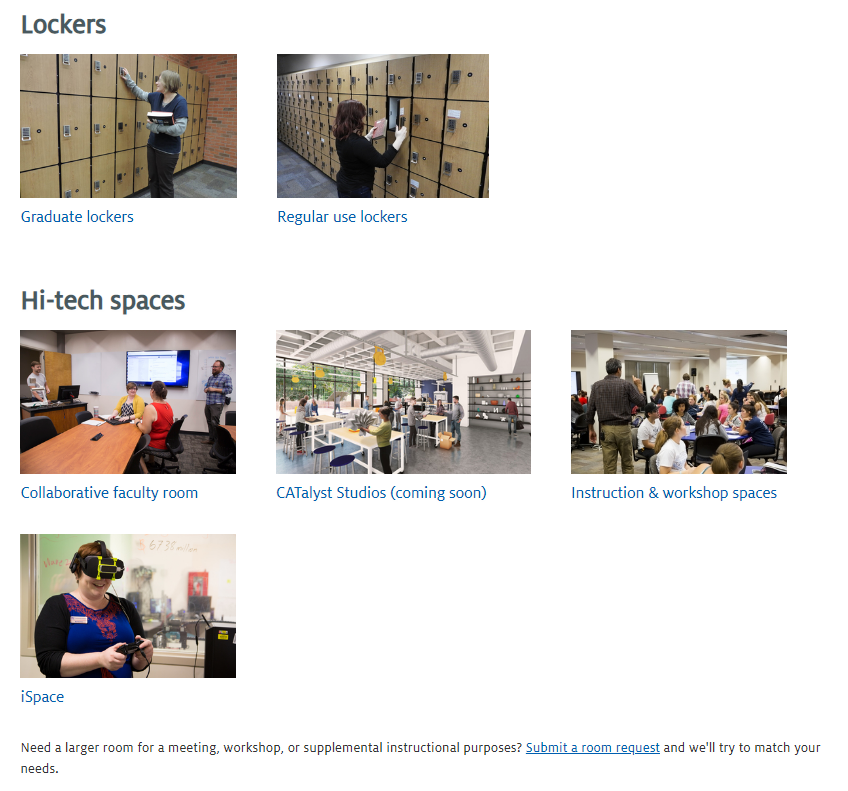 Lockers
Graduate lockers
Regular use lockers
Hi-tech spaces
Collaborative faculty room
CATalyst Studios (coming soon)
Instruction & workshop spaces
iSpace
Need a larger room for a meeting, workshop, or supplemental instructional purposes? Submit a room request and we'll try to match your
needs.